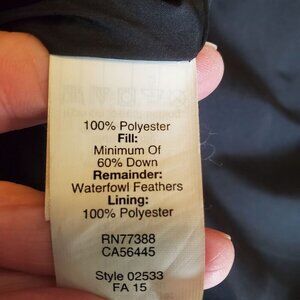 100% Polyester
Fill:
Minimum Of
60% Down
Remainder:
Waterfowl Feathers
Lining:
100% Polyester
RN77388
CA56445
Style 02533
FA 15